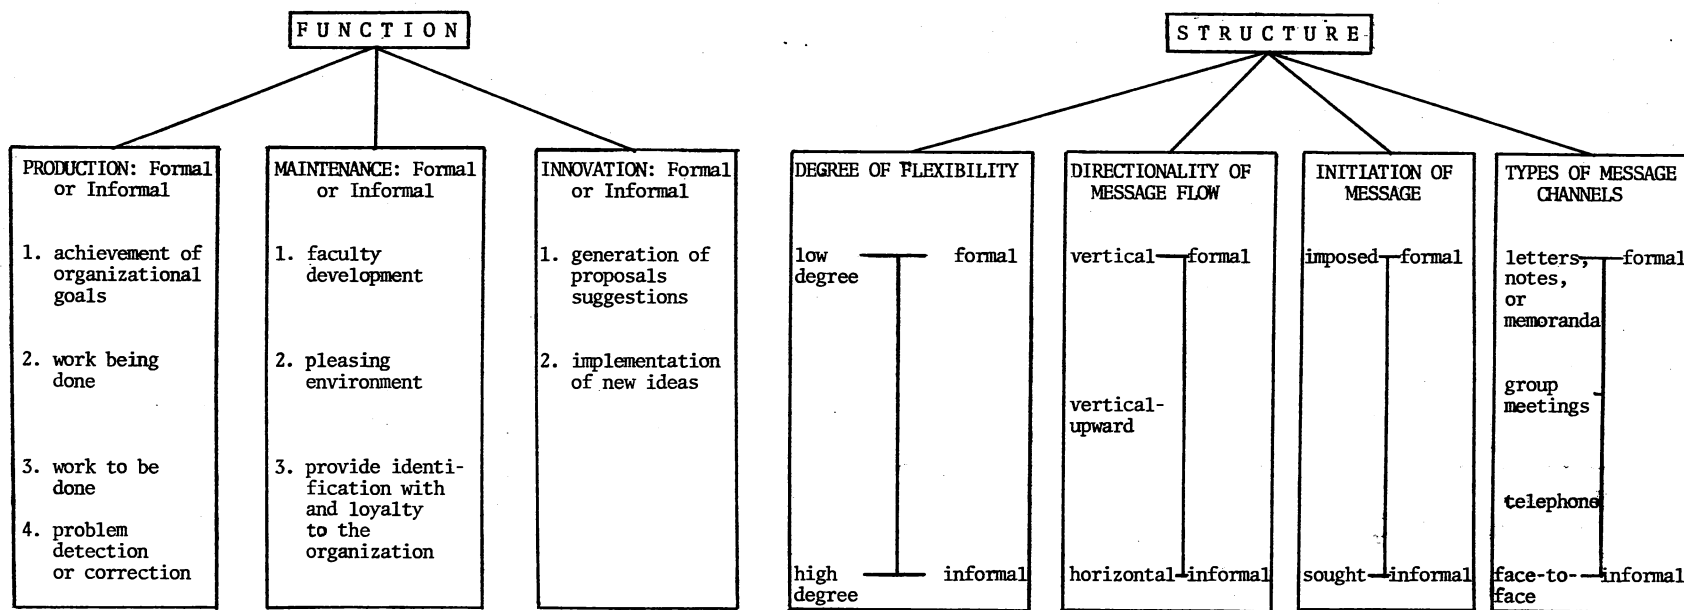 F U N C T I O N
PRODUCTION: Formal
or Informal
1. achievement of
organizational
goals
2. work being
done
3. work to be
done
4. problem
detection
or correction
MAINTENANCE: Formal
or Informal
1. faculty
development
2. pleasing
environment
3. provide identi-
fication with
and loyalty
to the
organization
INNOVATION: Formal
or Informal
1. generation of
proposals
suggestions
2. implementation
of new ideas
S T R U C T U R E
DEGREE OF FLEXIBILITY
low
degree
formal
high
degree
informal
DIRECTIONALITY OF
MESSAGE FLOW
vertical
formal
vertical-
upward
horizontal
informal
INITIATION OF
MESSAGE
imposed
formal
sought
informal
TYPES OF MESSAGE
CHANNELS
letters,
notes,
or
memoranda
formal
group
meetings
telephone
face-to-
face
informal